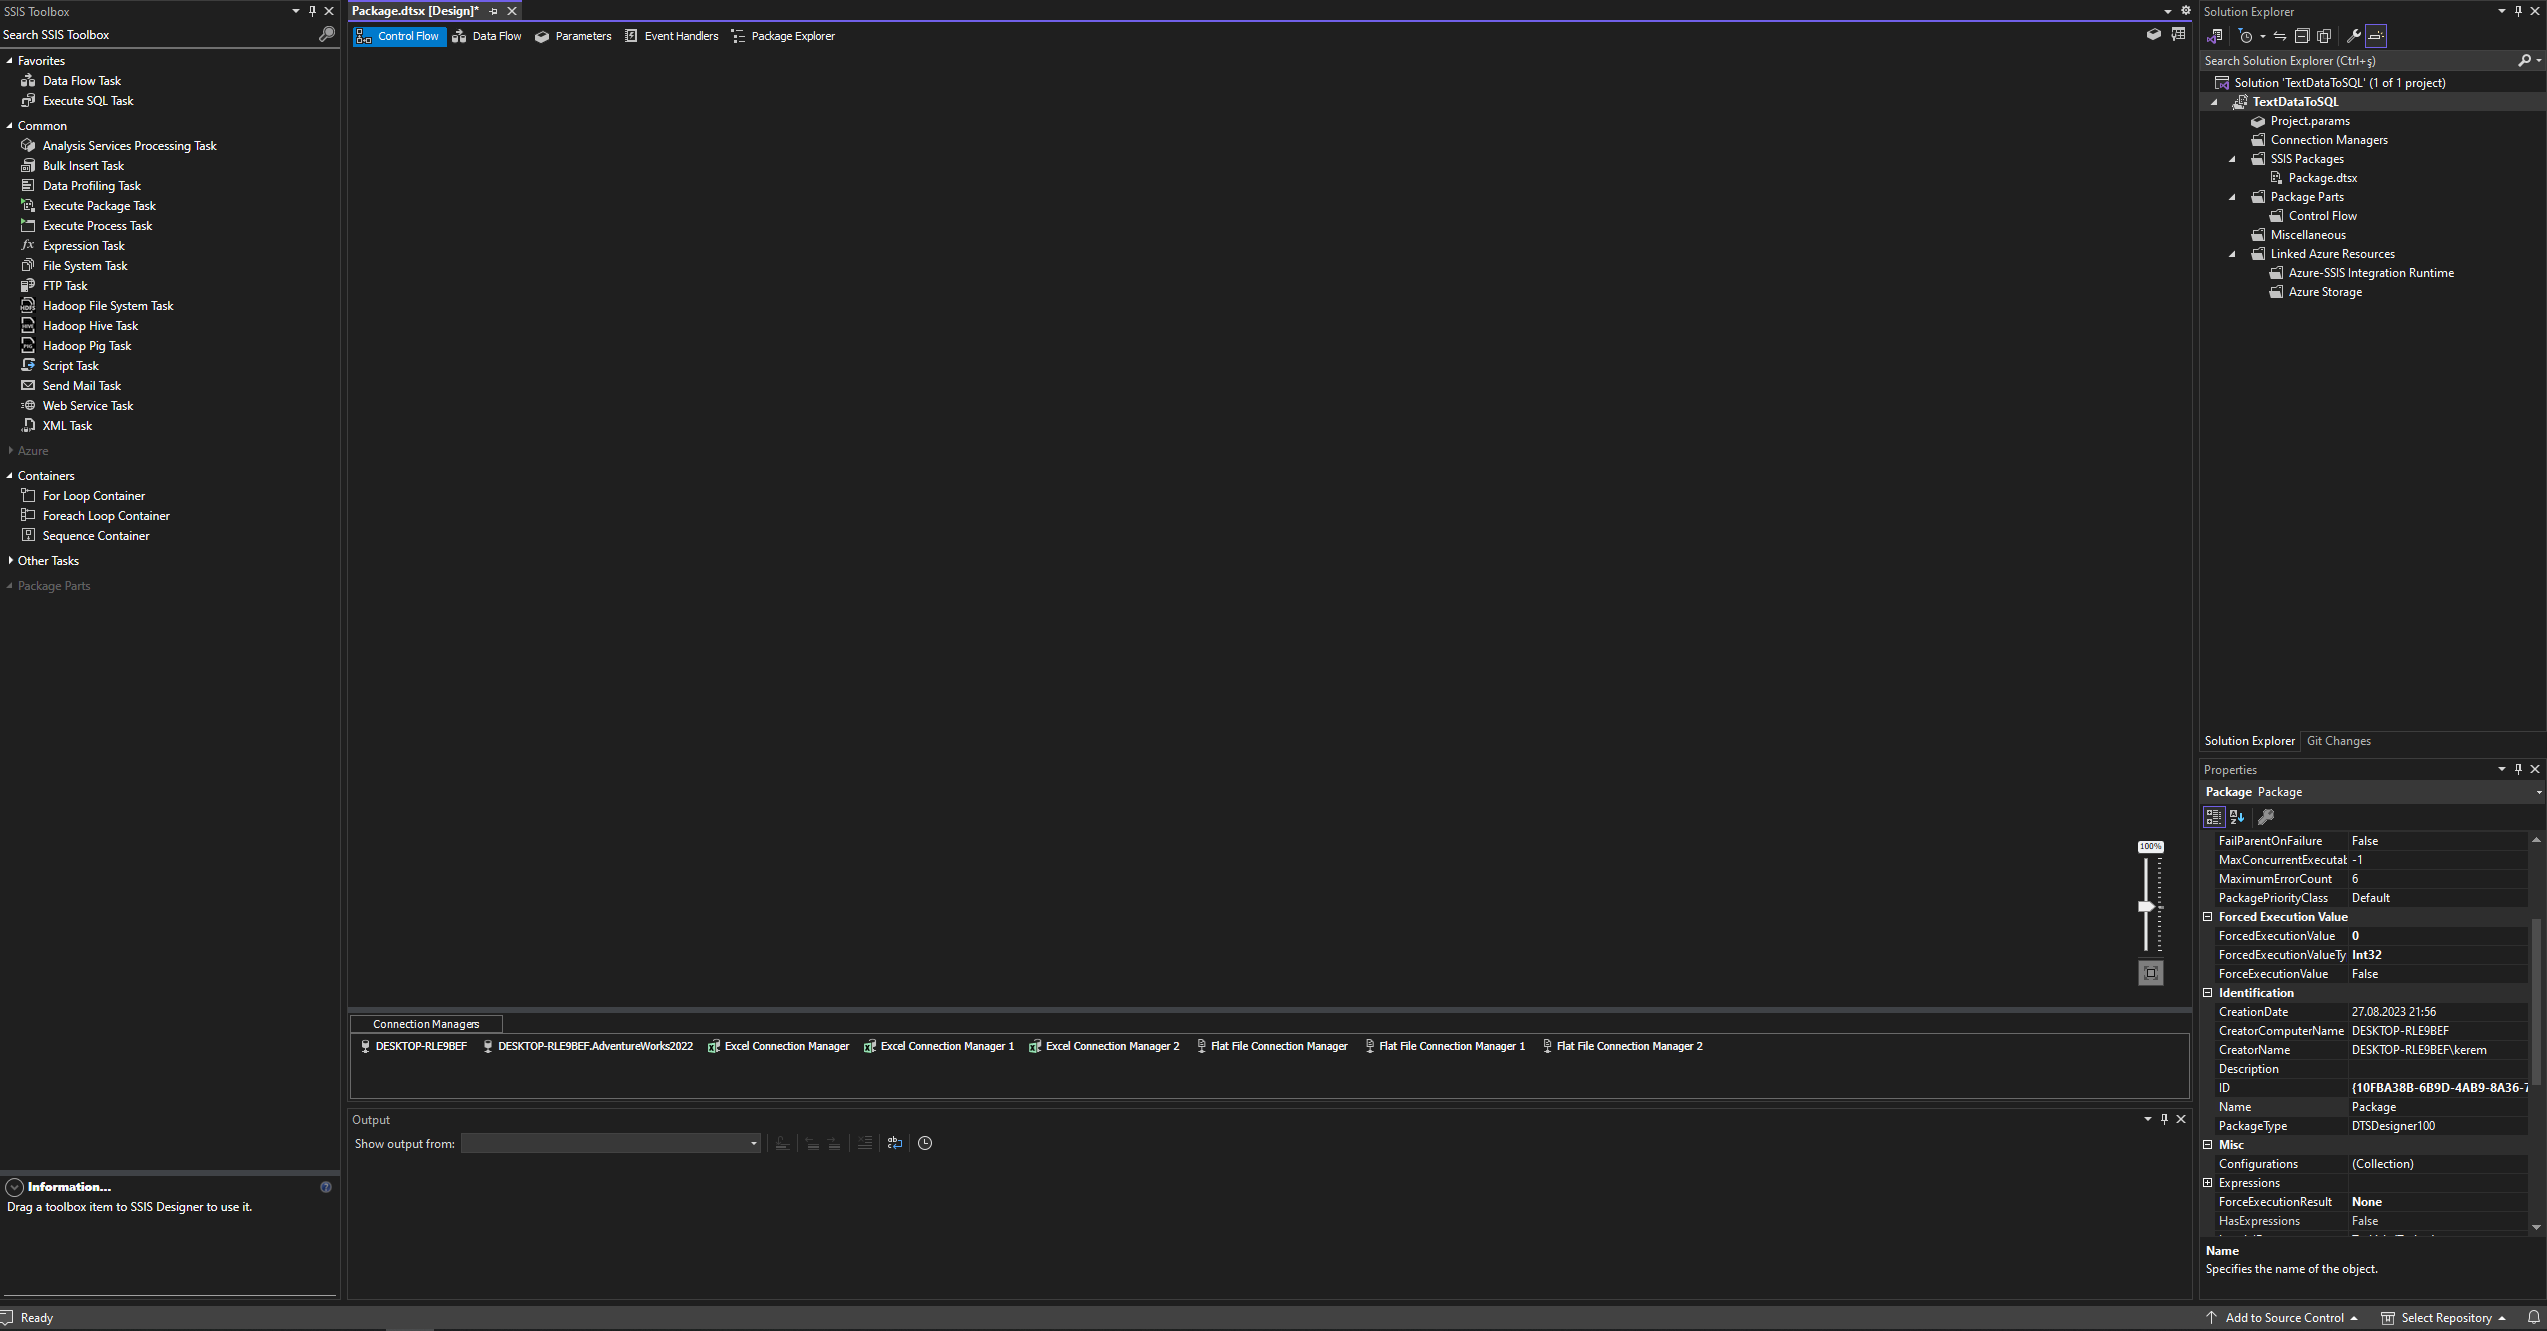 SSIS Toolbox
Search SSIS Toolbox
Favorites
Data Flow Task
Execute SQL Task
Common
Analysis Services Processing Task
Bulk Insert Task
Data Profiling Task
Execute Package Task
Execute Process Task
Expression Task
File System Task
FTP Task
Hadoop File System Task
Hadoop Hive Task
Hadoop Pig Task
Script Task
Send Mail Task
Web Service Task
XML Task
Azure
Containers
For Loop Container
Foreach Loop Container
Sequence Container
Other Tasks
Package Parts
Information...
Drag a toolbox item to SSIS Designer to use it.
Package.dtsx [Design]*
Control Flow Data Flow Parameters Event Handlers Package Explorer
100%
Connection Managers
DESKTOP-RLE9BEF DESKTOP-RLE9BEF.AdventureWorks2022 Excel Connection Manager Excel Connection Manager 1 Excel Connection Manager 2 Flat File Connection Manager Flat File Connection Manager 1 Flat File Connection Manager 2
Output
Show output from:
Solution Explorer
Search Solution Explorer (Ctrl+ş)
Solution 'TextDataToSQL' (1 of 1 project)
TextDataToSQL
Project.params
Connection Managers
SSIS Packages
Package.dtsx
Package Parts
Control Flow
Miscellaneous
Linked Azure Resources
Azure-SSIS Integration Runtime
Azure Storage
Solution Explorer Git Changes
Properties
Package Package
FailParentOnFailure False
MaxConcurrentExecutab -1
MaximumErrorCount 6
PackagePriorityClass Default
Forced Execution Value
ForcedExecutionValue 0
ForcedExecutionValueTy Int32
ForceExecutionValue False
Identification
CreationDate 27.08.2023 21:56
CreatorComputerName DESKTOP-RLE9BEF
CreatorName DESKTOP-RLE9BEF\kerem
Description
ID {10FBA38B-6B9D-4AB9-8A36-7
Name Package
PackageType DTSDesigner100
Misc
Configurations (Collection)
Expressions
ForceExecutionResult None
HasExpressions False
Name
Specifies the name of the object.
Ready
Add to Source Control Select Repository